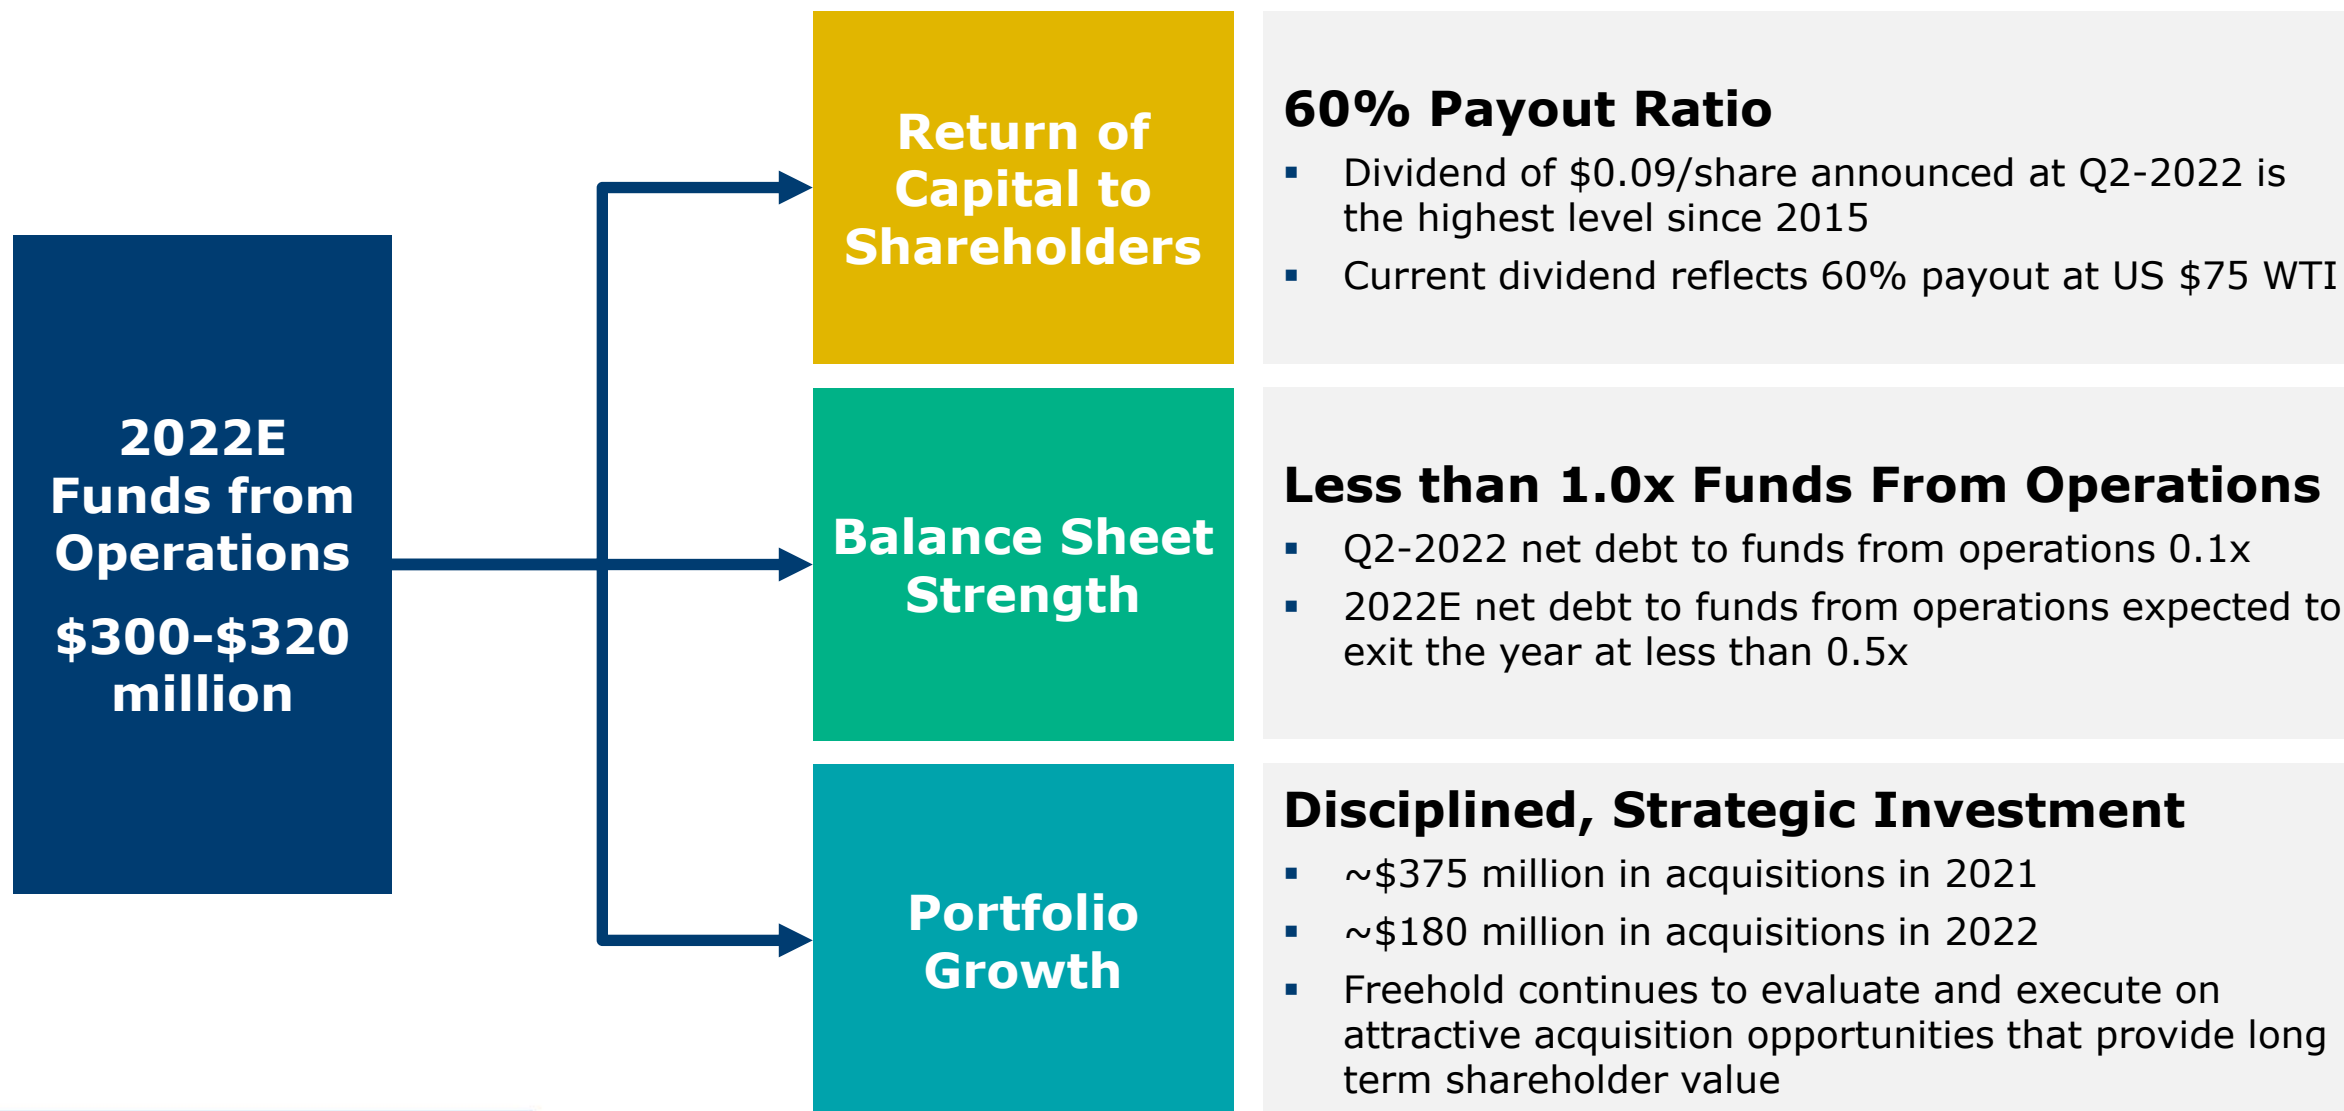 2022E
Funds from
Operations
$300–$320
million
Return of
Capital to
Shareholders
60% Payout Ratio
▪ Dividend of $0.09/share announced at Q2-2022 is
the highest level since 2015
▪ Current dividend reflects 60% payout at US $75 WTI
Balance Sheet
Strength
Less than 1.0x Funds From Operations
▪ Q2-2022 net debt to funds from operations 0.1x
▪ 2022E net debt to funds from operations expected to
exit the year at less than 0.5x
Portfolio
Growth
Disciplined, Strategic Investment
▪ ~$375 million in acquisitions in 2021
▪ ~$180 million in acquisitions in 2022
▪ Freehold continues to evaluate and execute on
attractive acquisition opportunities that provide long
term shareholder value